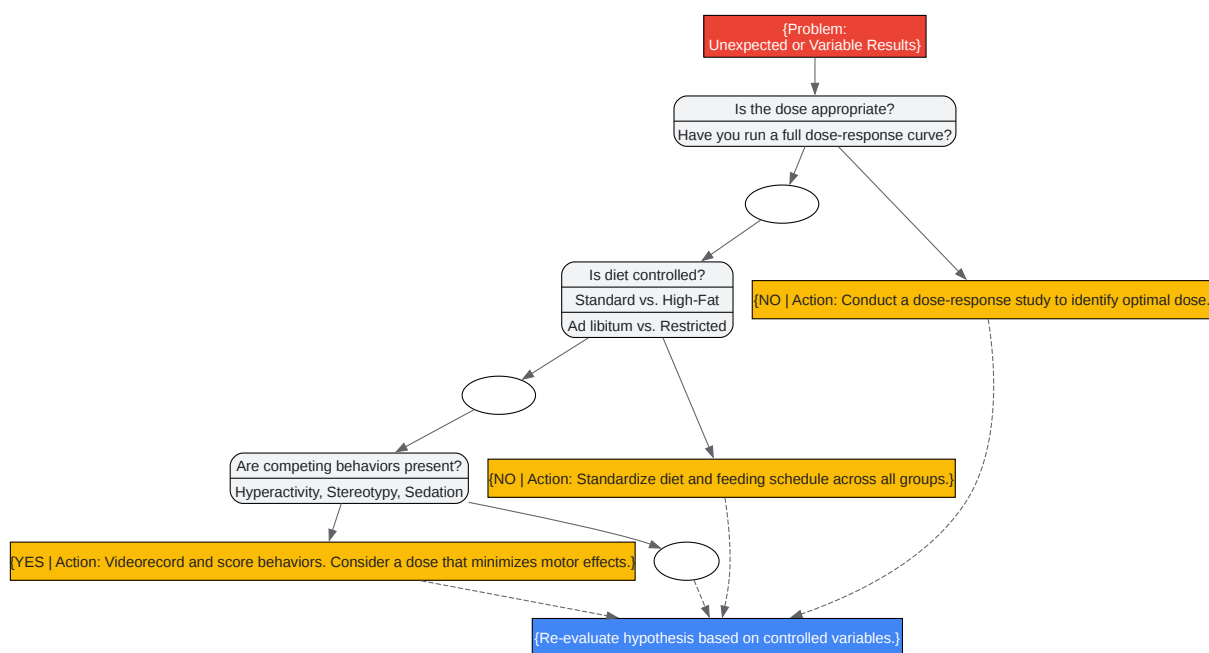 {Problem:
Unexpected or Variable Results}
Is the dose appropriate?
Have you run a full dose-response curve?
Is diet controlled?
Standard vs. High-Fat
Ad libitum vs. Restricted
{NO | Action: Conduct a dose-response study to identify optimal dose.
Are competing behaviors present?
Hyperactivity, Stereotypy, Sedation
{NO | Action: Standardize diet and feeding schedule across all groups.}
{YES | Action: Videorecord and score behaviors. Consider a dose that minimizes motor effects.}
{Re-evaluate hypothesis based on controlled variables.}